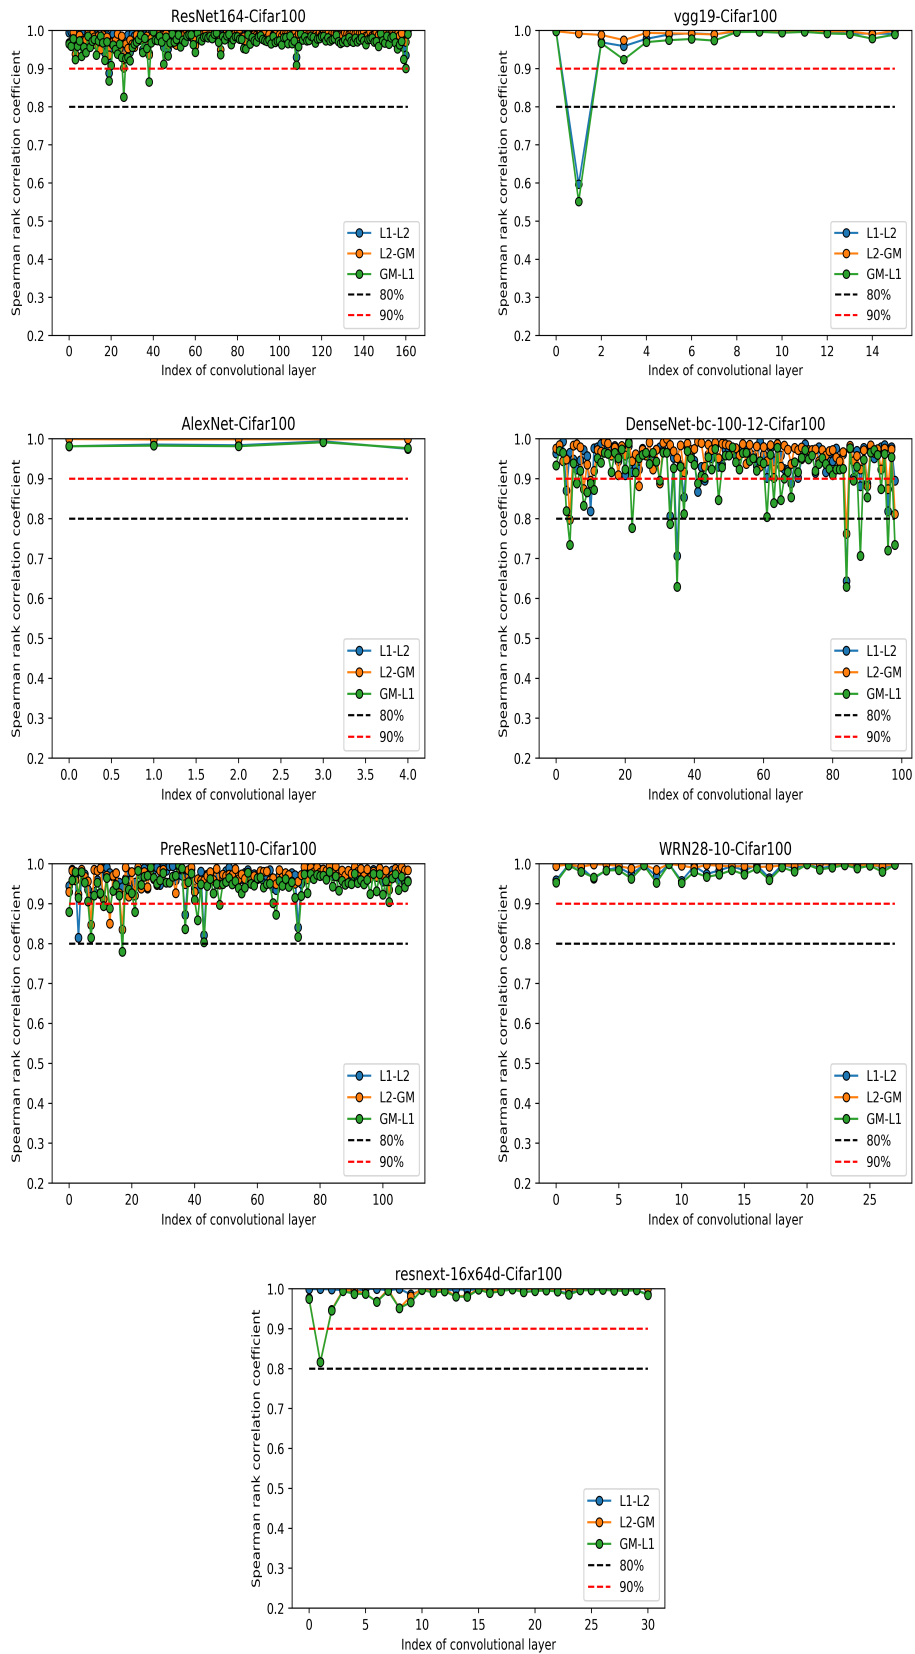 ResNet164-Cifar100
Spearman rank correlation coefficient
1.0
0.9
0.8
0.7
0.6
0.5
0.4
0.3
0.2
L1-L2
L2-GM
GM-L1
80%
90%
0 20 40 60 80 100 120 140 160
Index of convolutional layer
vgg19-Cifar100
Spearman rank correlation coefficient
1.0
0.9
0.8
0.7
0.6
0.5
0.4
0.3
0.2
L1-L2
L2-GM
GM-L1
80%
90%
0 2 4 6 8 10 12 14
Index of convolutional layer
AlexNet-Cifar100
Spearman rank correlation coefficient
1.0
0.9
0.8
0.7
0.6
0.5
0.4
0.3
0.2
L1-L2
L2-GM
GM-L1
80%
90%
0.0 0.5 1.0 1.5 2.0 2.5 3.0 3.5 4.0
Index of convolutional layer
DenseNet-bc-100-12-Cifar100
Spearman rank correlation coefficient
1.0
0.9
0.8
0.7
0.6
0.5
0.4
0.3
0.2
L1-L2
L2-GM
GM-L1
80%
90%
0 20 40 60 80 100
Index of convolutional layer
PreResNet110-Cifar100
Spearman rank correlation coefficient
1.0
0.9
0.8
0.7
0.6
0.5
0.4
0.3
0.2
L1-L2
L2-GM
GM-L1
80%
90%
0 20 40 60 80 100
Index of convolutional layer
WRN28-10-Cifar100
Spearman rank correlation coefficient
1.0
0.9
0.8
0.7
0.6
0.5
0.4
0.3
0.2
L1-L2
L2-GM
GM-L1
80%
90%
0 5 10 15 20 25
Index of convolutional layer
resnext-16x64d-Cifar100
Spearman rank correlation coefficient
1.0
0.9
0.8
0.7
0.6
0.5
0.4
0.3
0.2
L1-L2
L2-GM
GM-L1
80%
90%
0 5 10 15 20 25 30
Index of convolutional layer